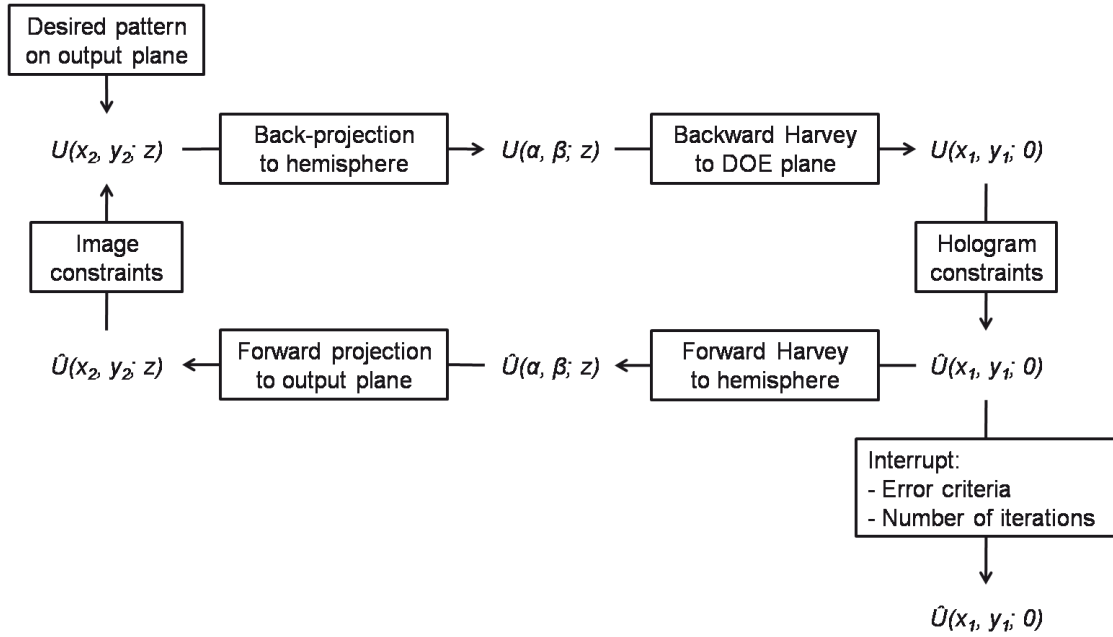 Desired pattern
on output plane
U(x₂, y₂; z)
Back-projection
to hemisphere
U(α, β; z)
Backward Harvey
to DOE plane
U(x₁, y₁; 0)
Image
constraints
Hologram
constraints
Û(x₂, y₂; z)
Forward projection
to output plane
Û(α, β; z)
Forward Harvey
to hemisphere
Û(x₁, y₁; 0)
Interrupt:
- Error criteria
- Number of iterations
Û(x₁, y₁; 0)